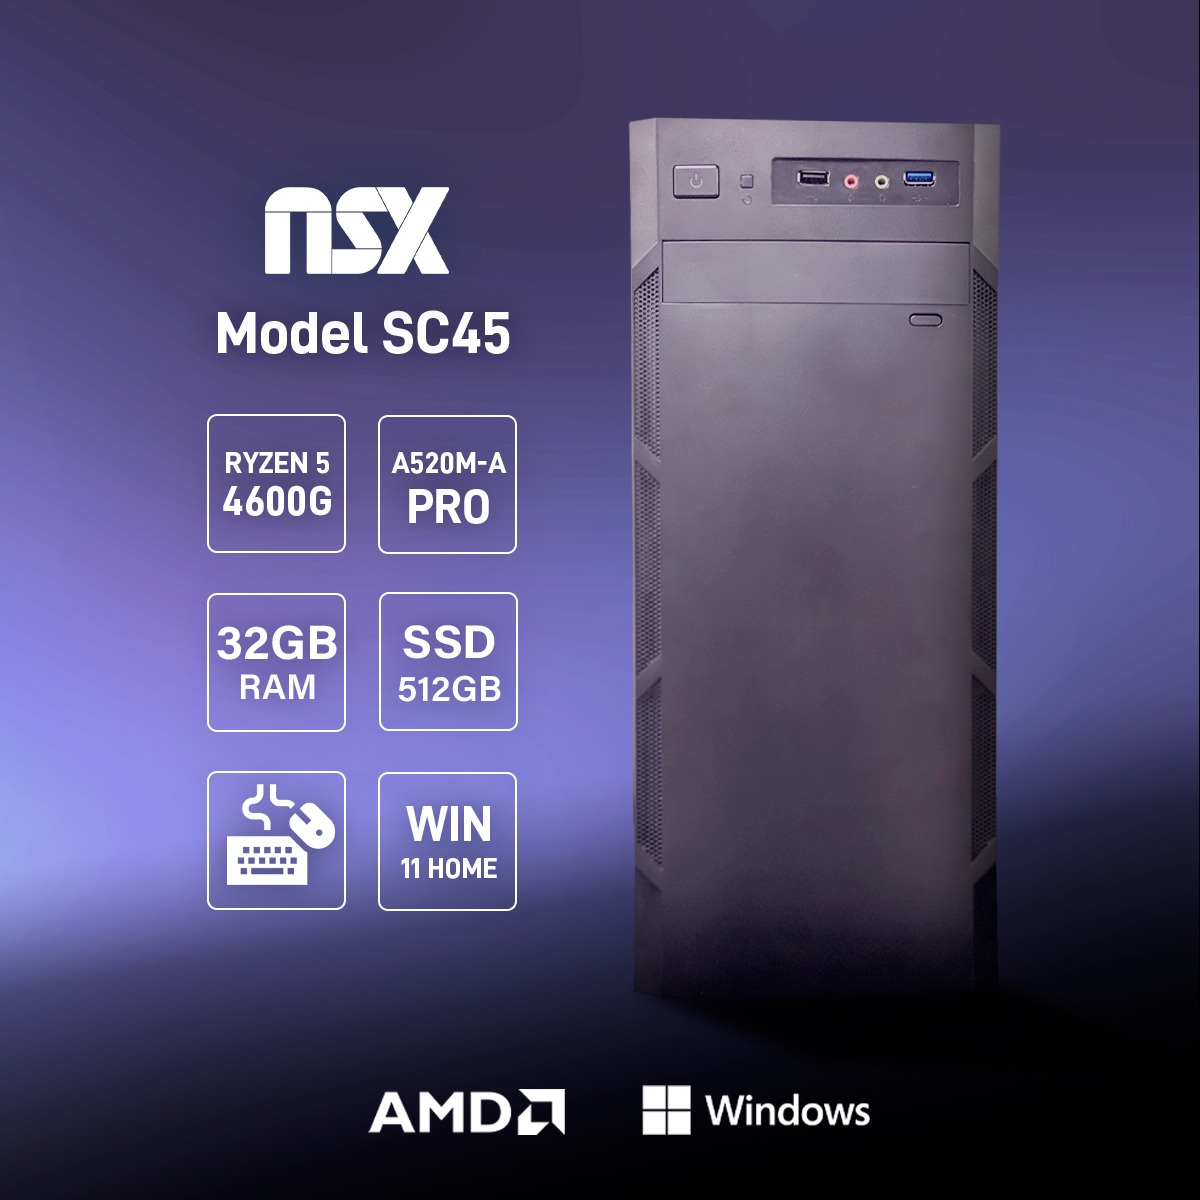 nsx
Model SC45
RYZEN 5
4600G
A520M-A
PRO
32GB
RAM
SSD
512GB
WIN
11 HOME
AMD
Windows